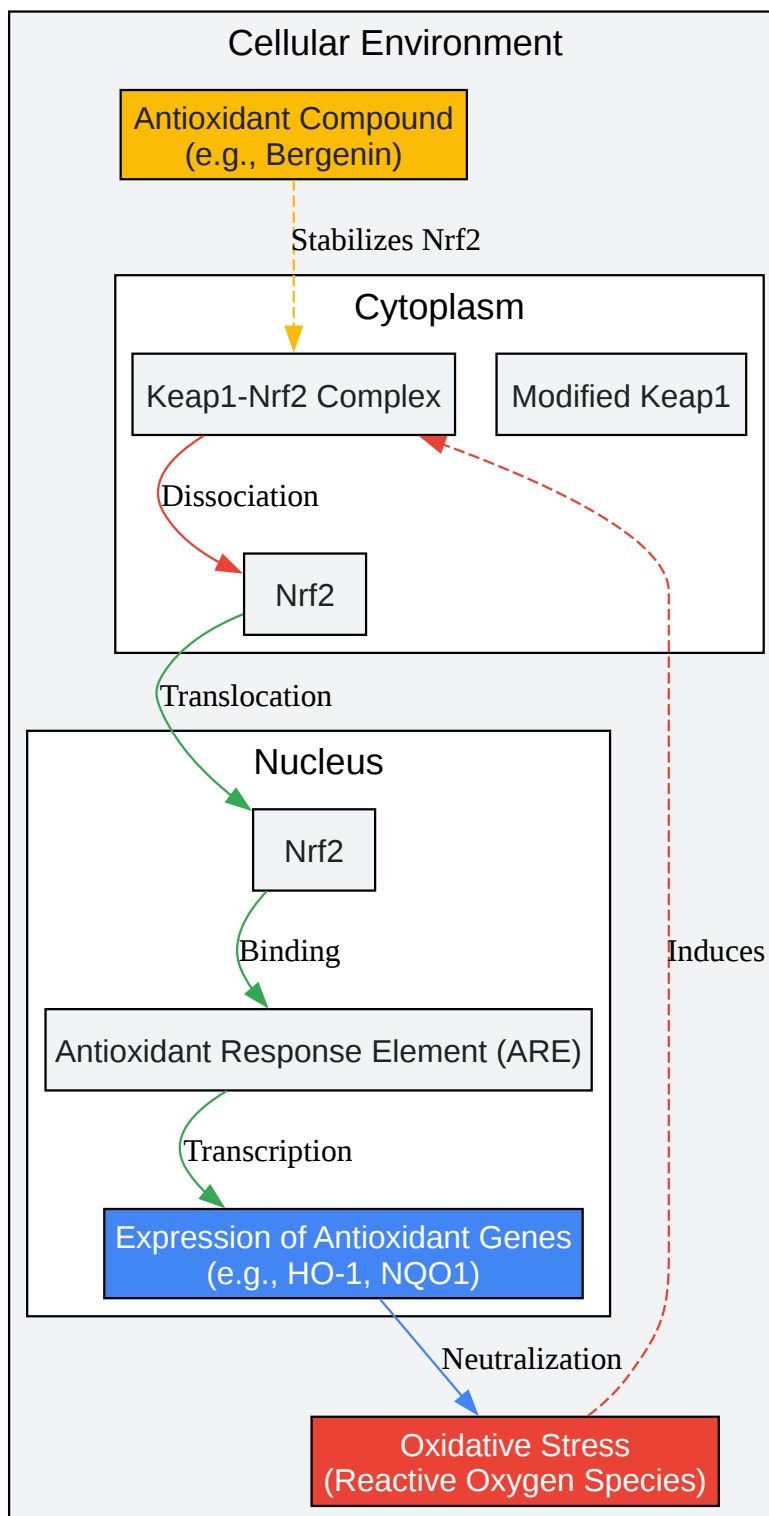 Cellular Environment
Antioxidant Compound
(e.g., Bergenin)
Stabilizes Nrf2
Cytoplasm
Keap1-Nrf2 Complex
Modified Keap1
Dissociation
Nrf2
Translocation
Nucleus
Nrf2
Binding
Induces
Antioxidant Response Element (ARE)
Transcription
Expression of Antioxidant Genes
(e.g., HO-1, NQO1)
Neutralization
Oxidative Stress
(Reactive Oxygen Species)